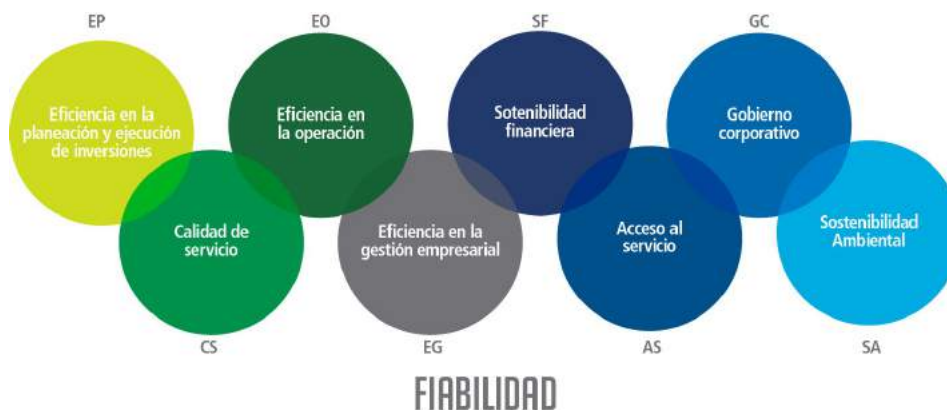 EP
EO
SF
GC
Eficiencia en la
planeación y ejecución
de inversiones
Eficiencia en
la operación
Sotenibilidad
financiera
Gobierno
corporativo
Calidad de
servicio
Eficiencia en la
gestión empresarial
Acceso al
servicio
Sostenibilidad
Ambiental
CS
EG
AS
SA
FIABILIDAD